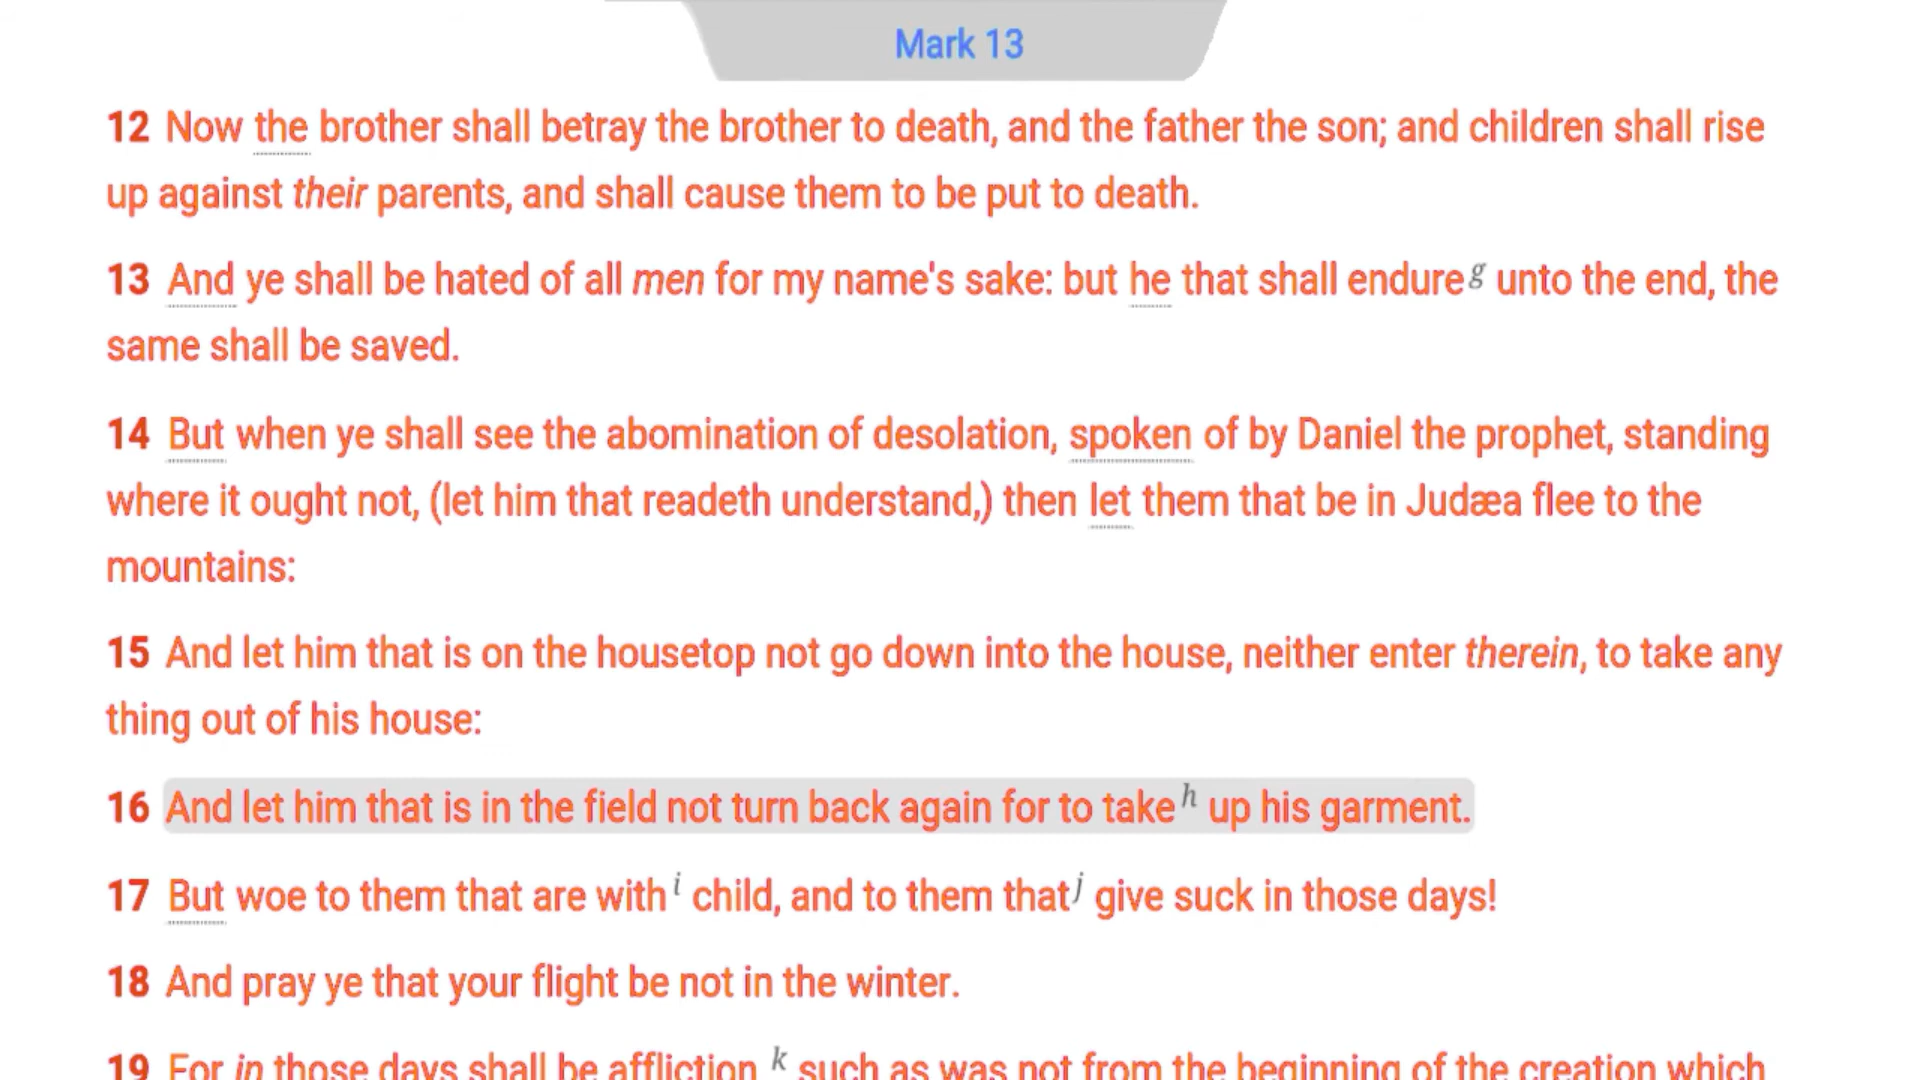 Mark 13
12 Now the brother shall betray the brother to death, and the father the son; and children shall rise
up against their parents, and shall cause them to be put to death.
13 And ye shall be hated of all men for my name's sake: but he that shall endure g unto the end, the
same shall be saved.
14 But when ye shall see the abomination of desolation, spoken of by Daniel the prophet, standing
where it ought not, (let him that readeth understand,) then let them that be in Judæa flee to the
mountains:
15 And let him that is on the housetop not go down into the house, neither enter therein, to take any
thing out of his house:
16 And let him that is in the field not turn back again for to take h up his garment.
17 But woe to them that are with i child, and to them that j give suck in those days!
18 And pray ye that your flight be not in the winter.
19 For in those days shall be affliction, k such as was not from the beginning of the creation which